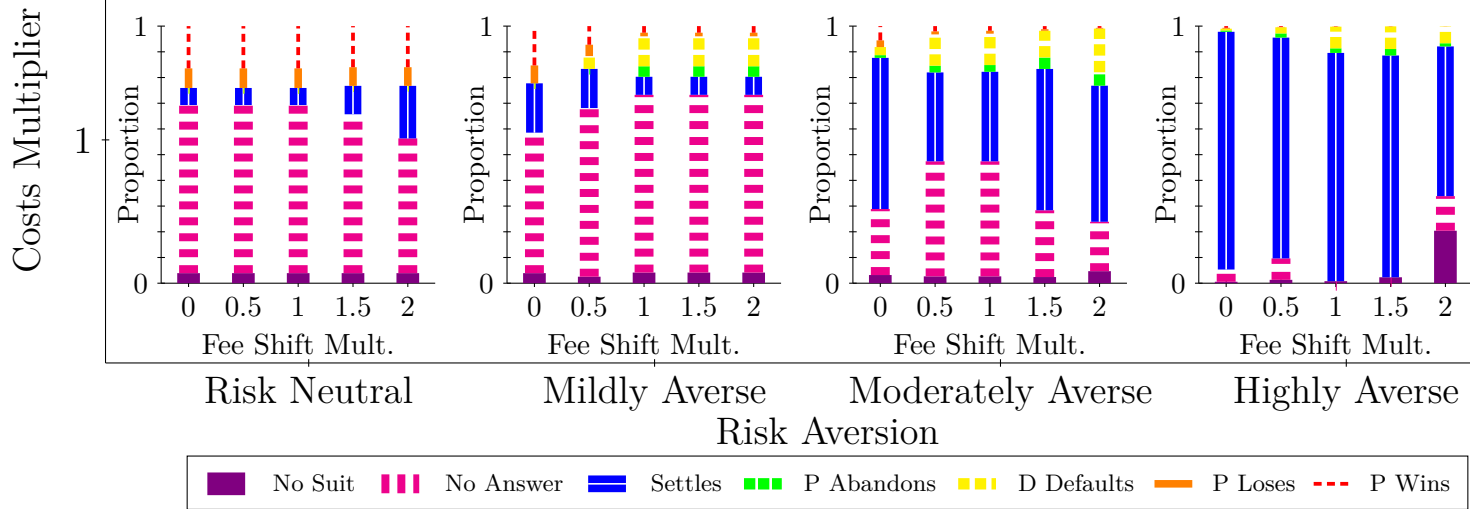 Costs Multiplier
1
1
Proportion
0
0 0.5 1 1.5 2
Fee Shift Mult.
1
Proportion
0
0 0.5 1 1.5 2
Fee Shift Mult.
1
Proportion
0
0 0.5 1 1.5 2
Fee Shift Mult.
1
Proportion
0
0 0.5 1 1.5 2
Fee Shift Mult.
Risk Neutral Mildly Averse Moderately Averse Highly Averse
Risk Aversion
No Suit No Answer Settles P Abandons D Defaults P Loses P Wins